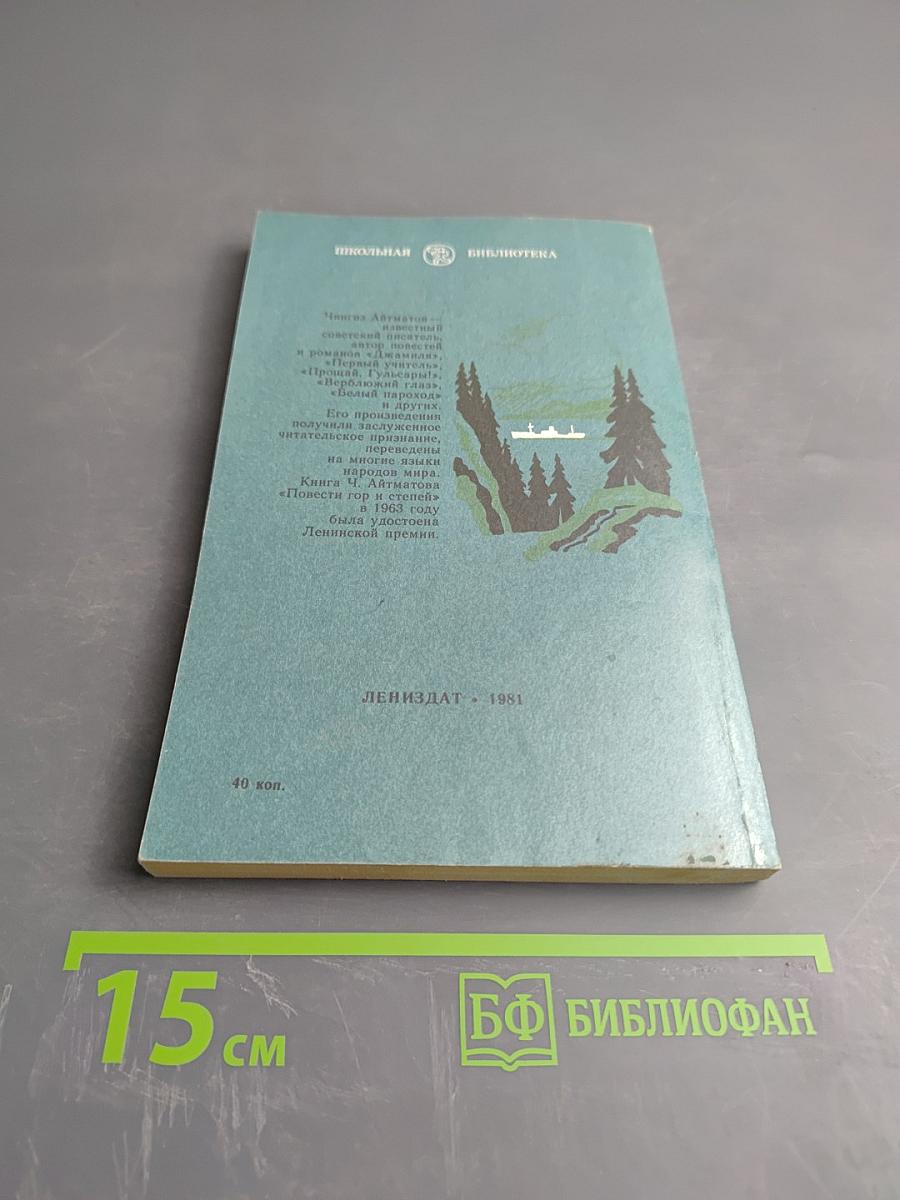 ШКОЛЬНАЯ БИБЛИОТЕКА
Чингиз Айтматов —
известный
советский писатель,
автор повестей
и романов «Джамиля»,
«Первый учитель»,
«Прощай, Гульсары!»,
«Верблюжий глаз»,
«Белый пароход»
и других.
Его произведения
получили заслуженное
читательское признание,
переведены
на многие языки
народов мира.
Книга Ч. Айтматова
«Повести гор и степей»
в 1963 году
была удостоена
Ленинской премии.
ЛЕНИЗДАТ • 1981
40 коп.
15 см
БФ БИБЛИОФАН